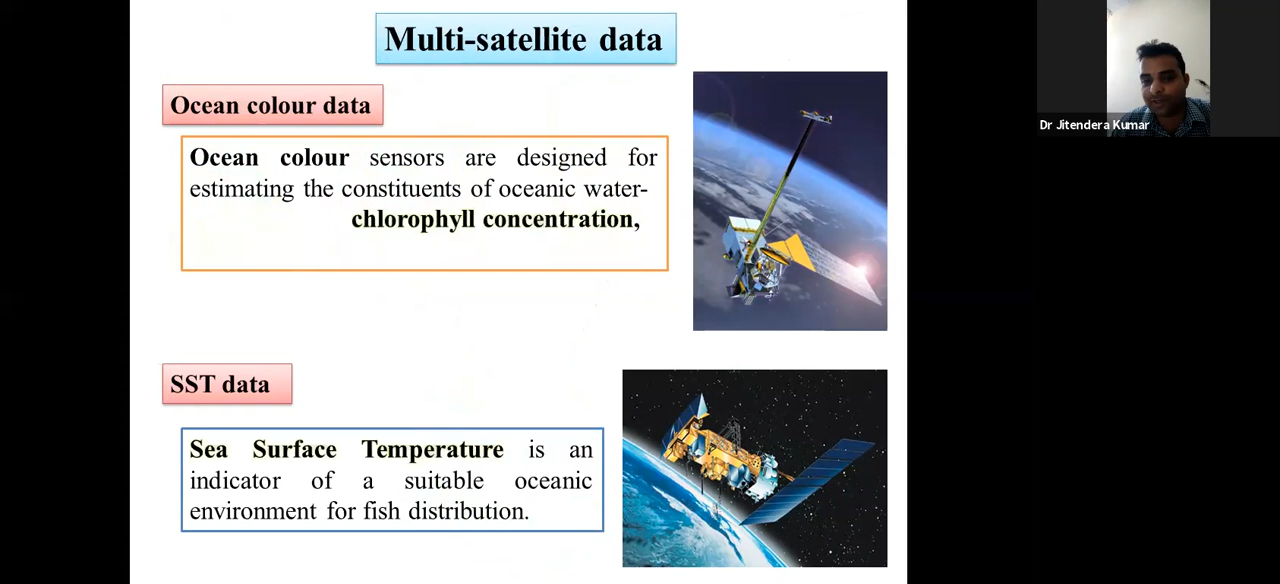 Multi-satellite data
Ocean colour data
Ocean colour sensors are designed for
estimating the constituents of oceanic water-
chlorophyll concentration,
SST data
Sea Surface Temperature is an
indicator of a suitable oceanic
environment for fish distribution.
Dr Jitendera Kumar